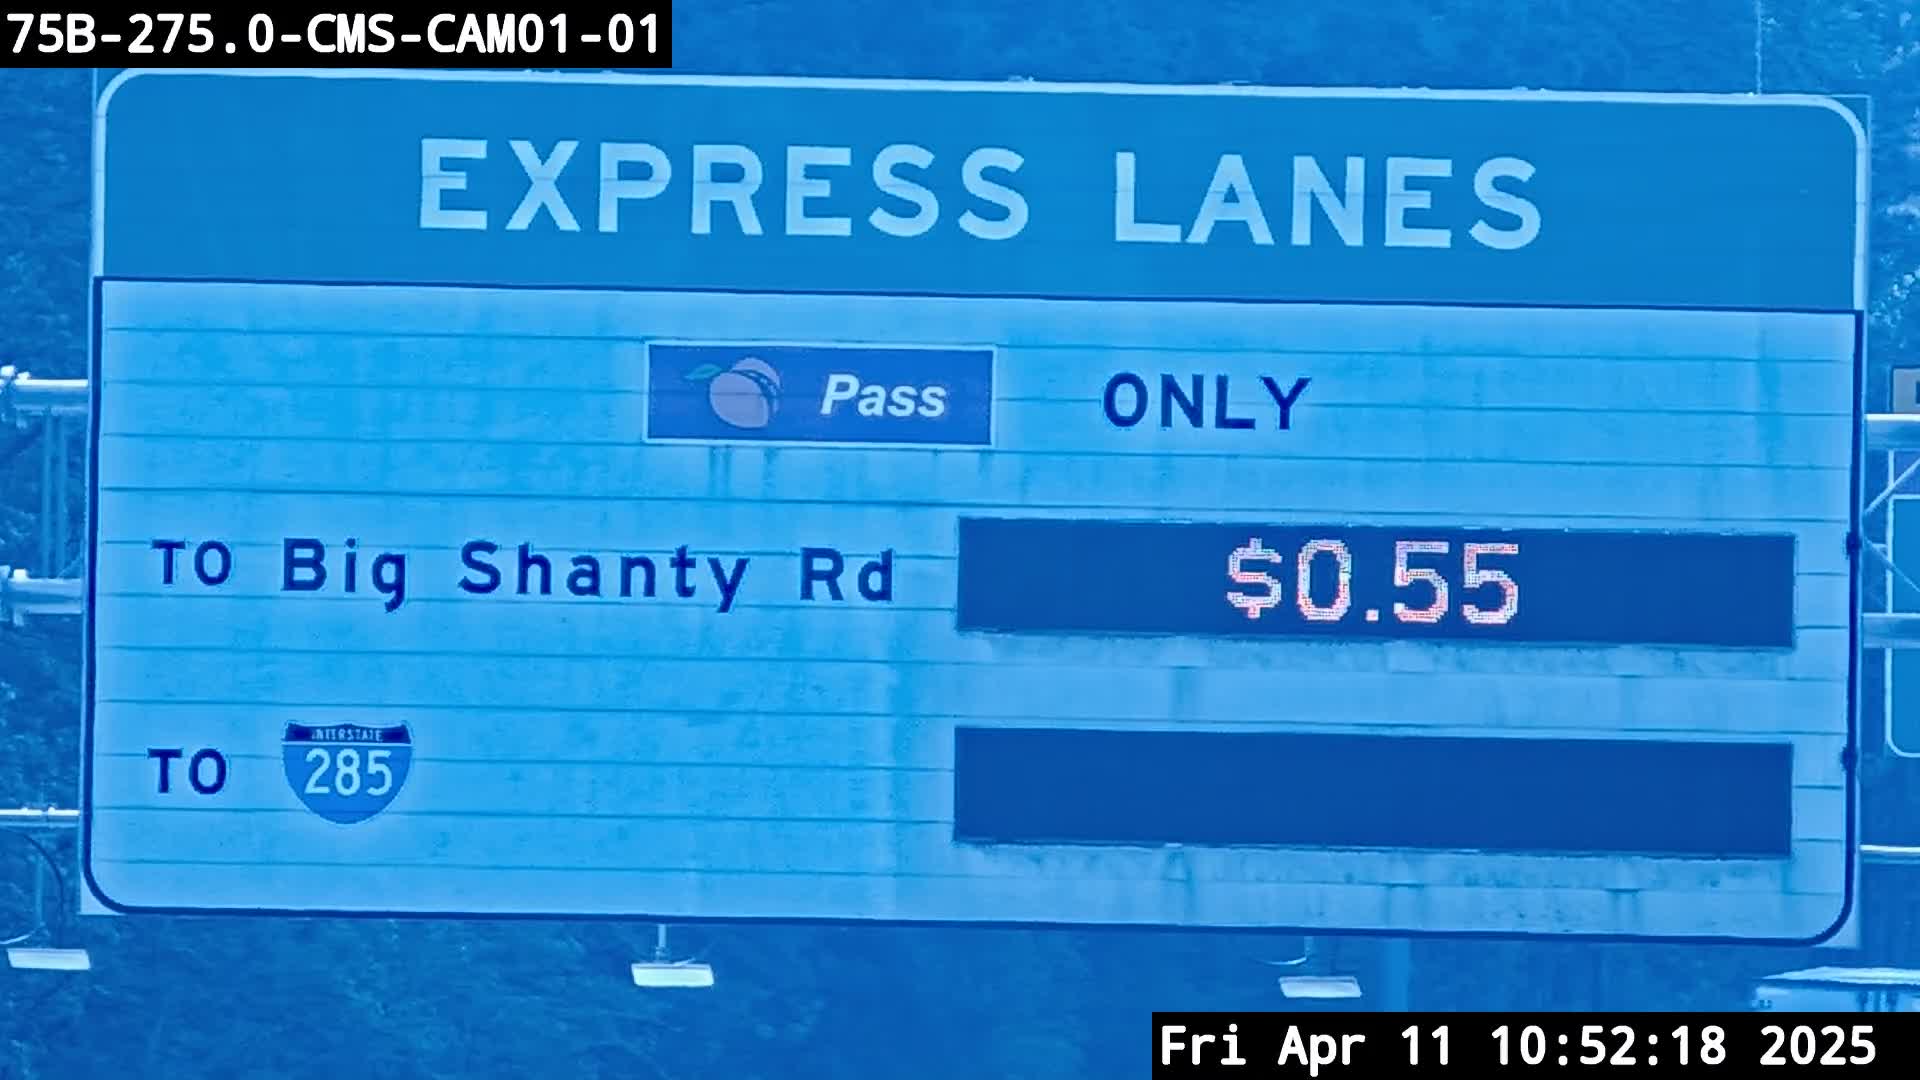 75B-275.0-CMS-CAM01-01
EXPRESS LANES
Pass ONLY
TO Big Shanty Rd $0.55
TO INTERSTATE 285
Fri Apr 11 10:52:18 2025